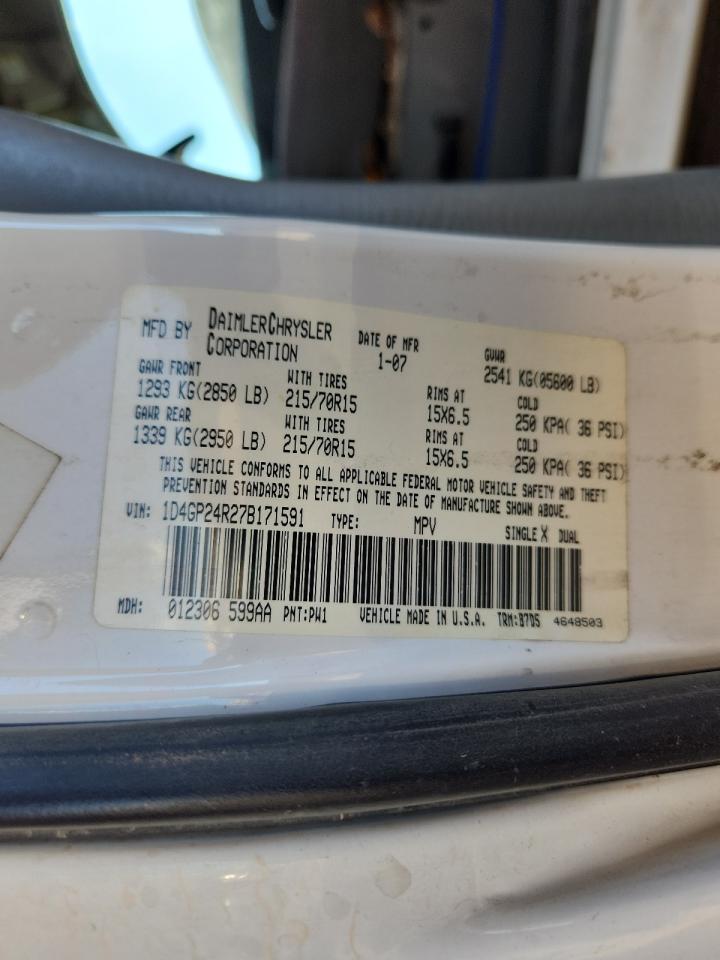 MFD BY DAIMLERCHRYSLER CORPORATION DATE OF MFR 1-07 GVWR 2541 KG(05600 LB)
GAWR FRONT WITH TIRES RIMS AT COLD
1293 KG(2850 LB) 215/70R15 15X6.5 250 KPA( 36 PSI)
GAWR REAR WITH TIRES RIMS AT COLD
1339 KG(2950 LB) 215/70R15 15X6.5 250 KPA( 36 PSI)
THIS VEHICLE CONFORMS TO ALL APPLICABLE FEDERAL MOTOR VEHICLE SAFETY AND THEFT
PREVENTION STANDARDS IN EFFECT ON THE DATE OF MANUFACTURE SHOWN ABOVE.
VIN: 1D4GP24R27B171591 TYPE: MPV SINGLE X DUAL
MDH: 012306 599AA PNT:PW1 VEHICLE MADE IN U.S.A. TRM:B7D5 4648503